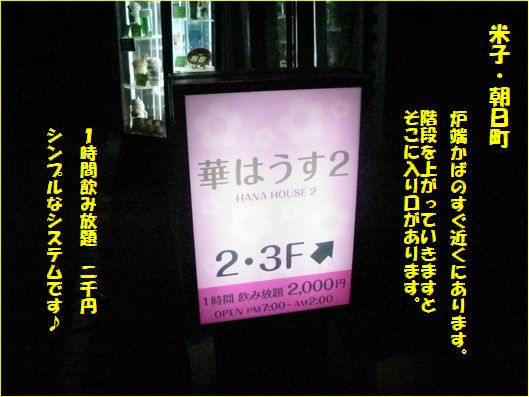 米子・朝日町
炉端かばのすぐ近くにあります。
階段を上がっていきますと
そこに入り口があります。
華はうす2
HANA HOUSE 2
2・3F
1時間 飲み放題 2,000円
OPEN PM7:00~AM2:00
1時間飲み放題 二千円
シンプルなシステムです♪